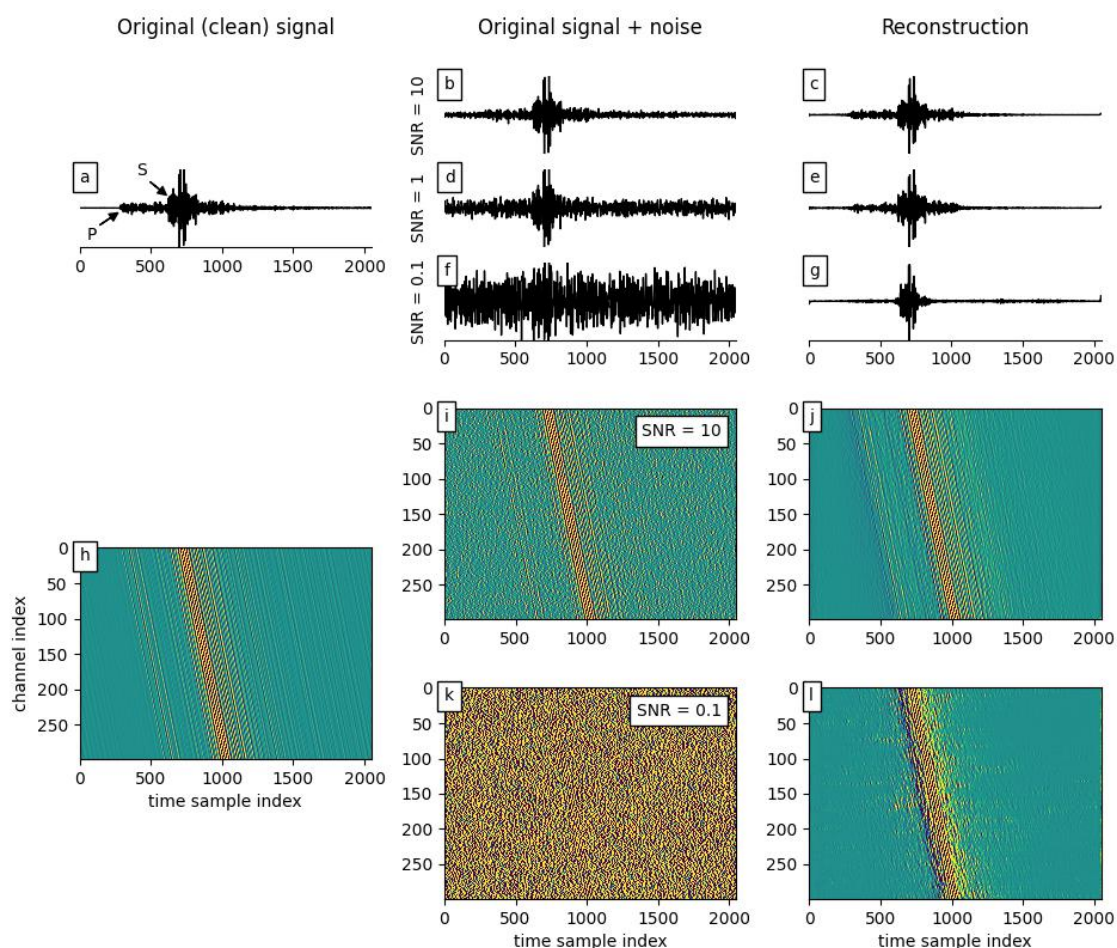 Original (clean) signal
Original signal + noise
Reconstruction
a
P
S
0 500 1000 1500 2000
SNR = 10
b
c
SNR = 1
d
e
SNR = 0.1
f
g
0 500 1000 1500 2000
0 500 1000 1500 2000
h
channel index
0
50
100
150
200
250
0 500 1000 1500 2000
time sample index
i
SNR = 10
0
50
100
150
200
250
0 500 1000 1500 2000
j
0
50
100
150
200
250
0 500 1000 1500 2000
k
SNR = 0.1
0
50
100
150
200
250
0 500 1000 1500 2000
time sample index
l
0
50
100
150
200
250
0 500 1000 1500 2000
time sample index